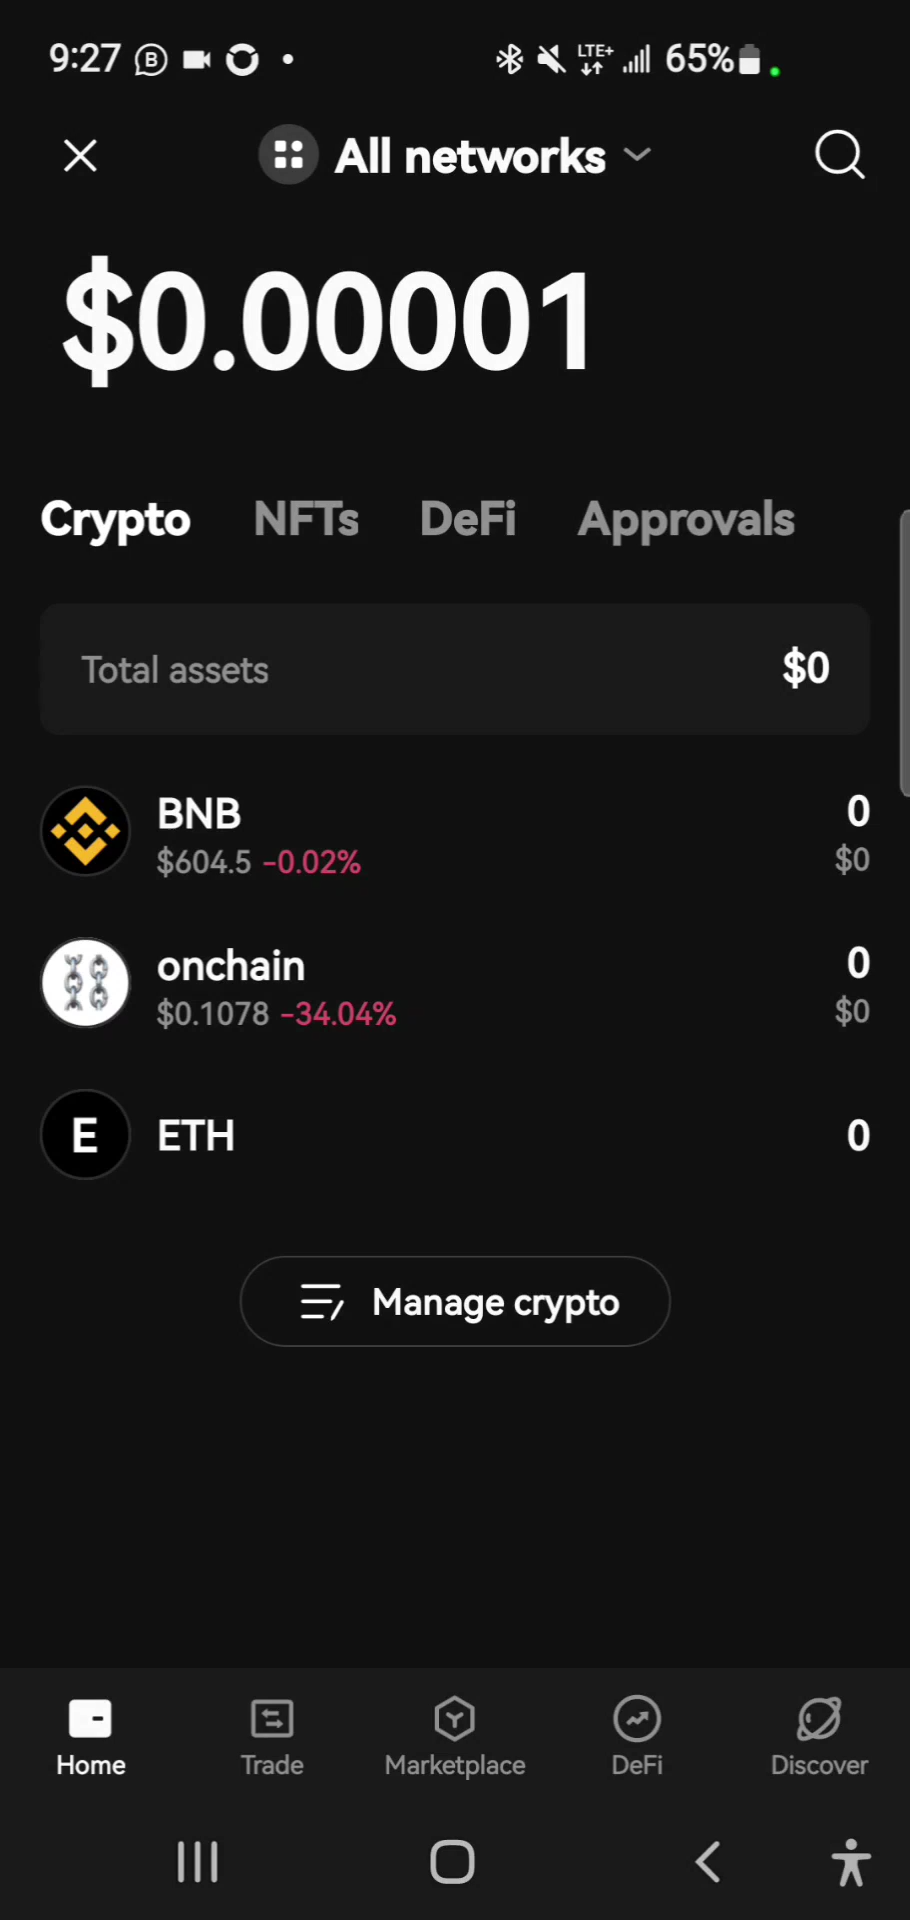 9:27 B LTE+ 65%
All networks
$0.00001
Crypto NFTs DeFi Approvals
Total assets $0
BNB 0
$604.5 -0.02% $0
onchain 0
$0.1078 -34.04% $0
E ETH 0
Manage crypto
Home Trade Marketplace DeFi Discover